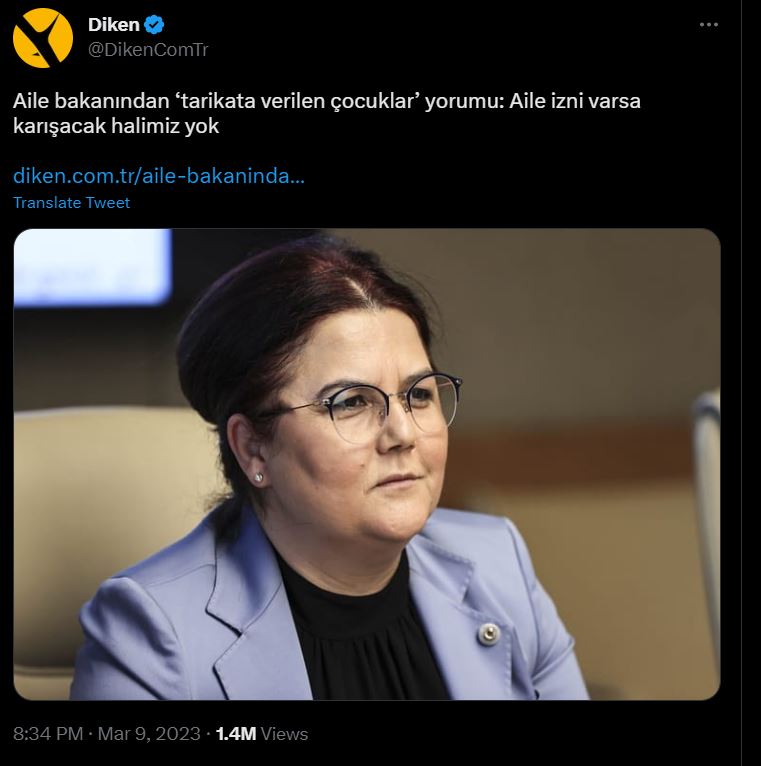 Diken
@DikenComTr
Aile bakanından ‘tarikata verilen çocuklar’ yorumu: Aile izni varsa
karışacak halimiz yok
diken.com.tr/aile-bakaninda...
Translate Tweet
8:34 PM · Mar 9, 2023 · 1.4M Views